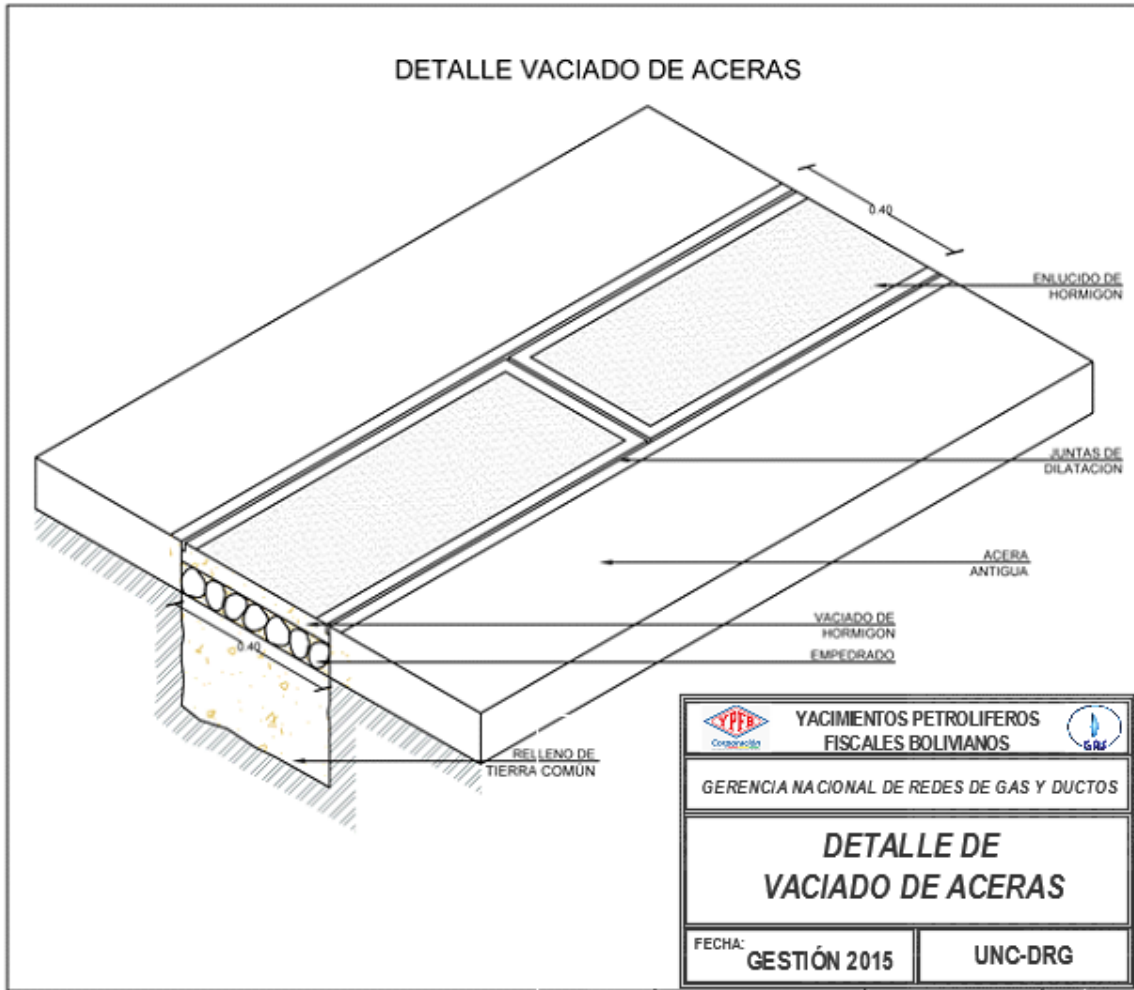 DETALLE VACIADO DE ACERAS
0.40
ENLUCIDO DE
HORMIGON
JUNTAS DE
DILATACION
ACERA
ANTIGUA
VACIADO DE
HORMIGON
EMPEDRADO
0.40
RELLENO DE
TIERRA COMÚN
YPFB
Corporación
YACIMIENTOS PETROLIFEROS
FISCALES BOLIVIANOS
GERENCIA NACIONAL DE REDES DE GAS Y DUCTOS
DETALLE DE
VACIADO DE ACERAS
FECHA:
GESTIÓN 2015
UNC-DRG